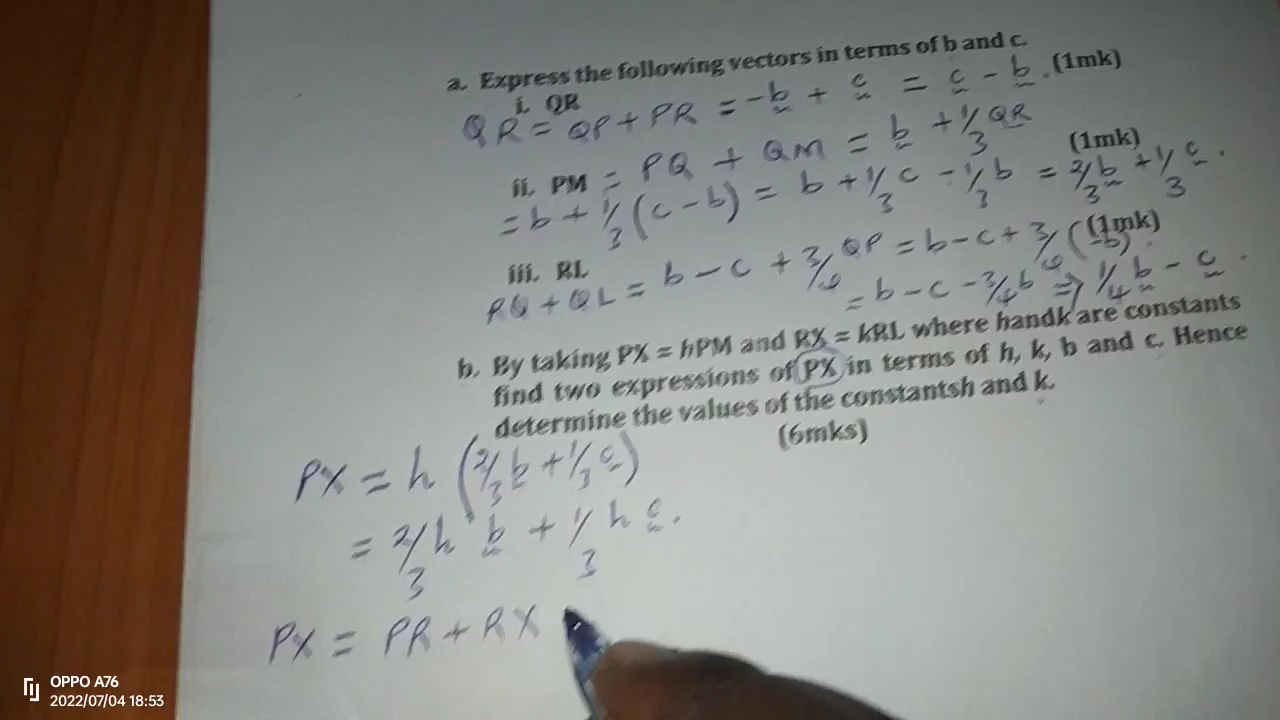 a. Express the following vectors in terms of b and c.
i. QR (1mk)
QR = QP + PR = -b + c = c - b.
ii. PM = PQ + QM = b + 1/3 QR (1mk)
= b + 1/3 (c - b) = b + 1/3 c - 1/3 b = 2/3 b + 1/3 c.
iii. RL (1mk)
RQ + QL = b - c + 3/4 QP = b - c + 3/4 (-b)
= b - c - 3/4 b => 1/4 b - c.
b. By taking PX = hPM and RX = kRL where handk are constants
find two expressions of PX in terms of h, k, b and c. Hence
determine the values of the constantsh and k.
(6mks)
PX = h (2/3 b + 1/3 c)
= 2/3 h b + 1/3 h c.
PX = PR + RX
OPPO A76
2022/07/04 18:53